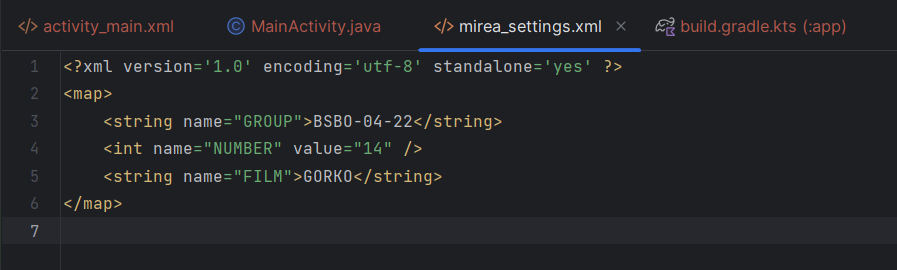 activity_main.xml MainActivity.java mirea_settings.xml build.gradle.kts (:app)
1 <?xml version='1.0' encoding='utf-8' standalone='yes' ?>
2 <map>
3     <string name="GROUP">BSBO-04-22</string>
4     <int name="NUMBER" value="14" />
5     <string name="FILM">GORKO</string>
6 </map>
7